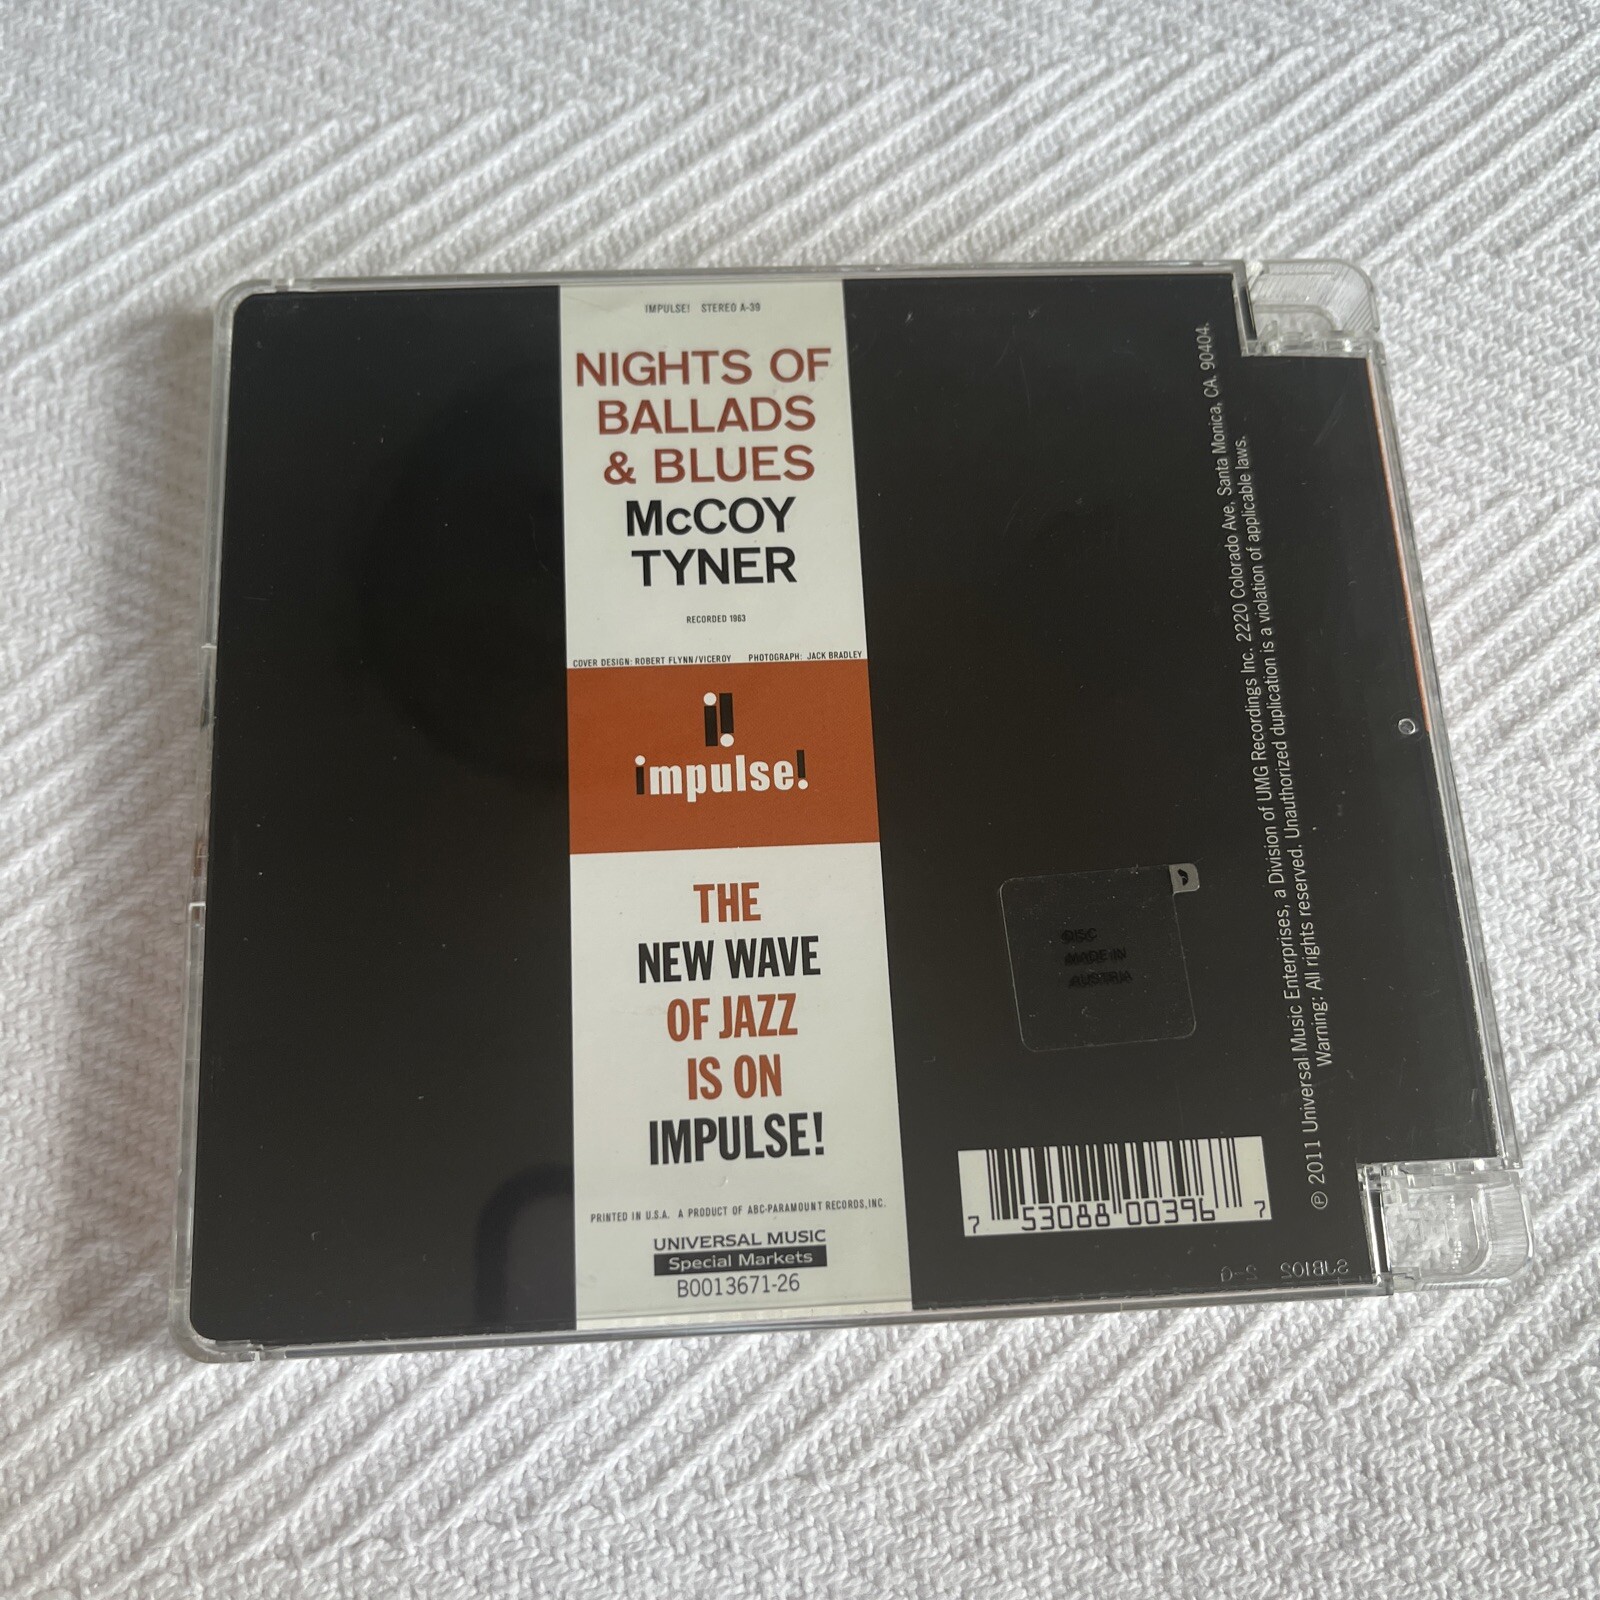 IMPULSE! STEREO A-39
NIGHTS OF
BALLADS
& BLUES
McCOY
TYNER
RECORDED 1963
COVER DESIGN: ROBERT FLYNN/VICEROY PHOTOGRAPH: JACK BRADLEY
impulse!
THE
NEW WAVE
OF JAZZ
IS ON
IMPULSE!
PRINTED IN U.S.A. A PRODUCT OF ABC-PARAMOUNT RECORDS, INC.
UNIVERSAL MUSIC
Special Markets
B0013671-26
DISC
MADE IN
AUSTRIA
7 53088 00396 7
℗ 2011 Universal Music Enterprises, a Division of UMG Recordings Inc. 2220 Colorado Ave, Santa Monica, CA. 90404.
Warning: All rights reserved. Unauthorized duplication is a violation of applicable laws.